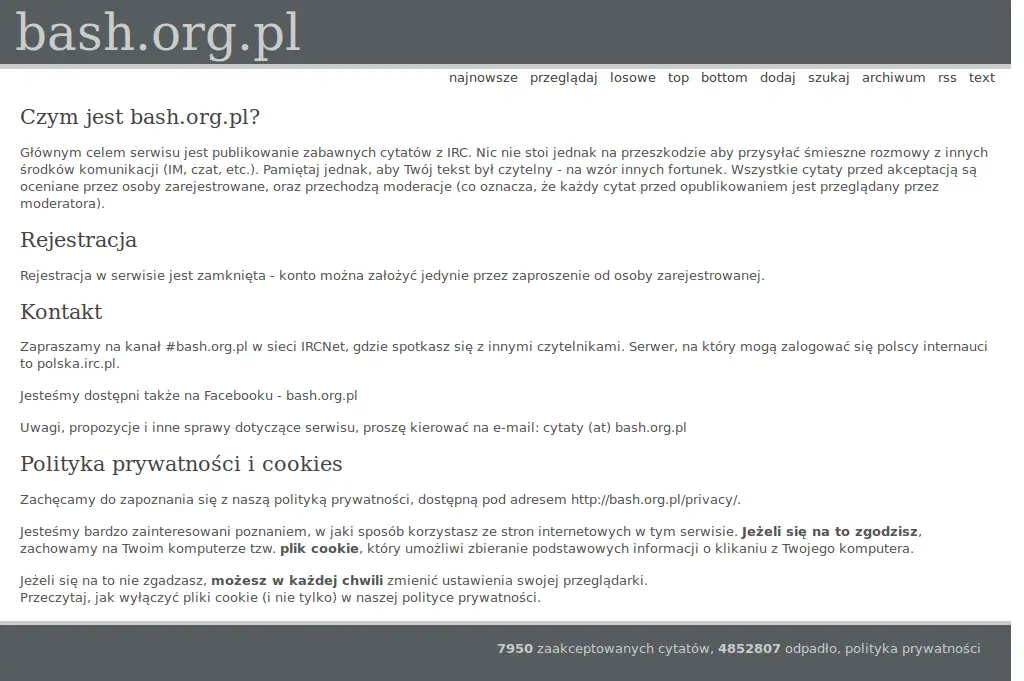 bash.org.pl
najnowsze przeglądaj losowe top bottom dodaj szukaj archiwum rss text
Czym jest bash.org.pl?
Głównym celem serwisu jest publikowanie zabawnych cytatów z IRC. Nic nie stoi jednak na przeszkodzie aby przysyłać śmieszne rozmowy z innych
środków komunikacji (IM, czat, etc.). Pamiętaj jednak, aby Twój tekst był czytelny - na wzór innych fortunek. Wszystkie cytaty przed akceptacją są
oceniane przez osoby zarejestrowane, oraz przechodzą moderacje (co oznacza, że każdy cytat przed opublikowaniem jest przeglądany przez
moderatora).
Rejestracja
Rejestracja w serwisie jest zamknięta - konto można założyć jedynie przez zaproszenie od osoby zarejestrowanej.
Kontakt
Zapraszamy na kanał #bash.org.pl w sieci IRCNet, gdzie spotkasz się z innymi czytelnikami. Serwer, na który mogą zalogować się polscy internauci
to polska.irc.pl.
Jesteśmy dostępni także na Facebooku - bash.org.pl
Uwagi, propozycje i inne sprawy dotyczące serwisu, proszę kierować na e-mail: cytaty (at) bash.org.pl
Polityka prywatności i cookies
Zachęcamy do zapoznania się z naszą polityką prywatności, dostępną pod adresem http://bash.org.pl/privacy/.
Jesteśmy bardzo zainteresowani poznaniem, w jaki sposób korzystasz ze stron internetowych w tym serwisie. Jeżeli się na to zgodzisz,
zachowamy na Twoim komputerze tzw. plik cookie, który umożliwi zbieranie podstawowych informacji o klikaniu z Twojego komputera.
Jeżeli się na to nie zgadzasz, możesz w każdej chwili zmienić ustawienia swojej przeglądarki.
Przeczytaj, jak wyłączyć pliki cookie (i nie tylko) w naszej polityce prywatności.
7950 zaakceptowanych cytatów, 4852807 odpadło, polityka prywatności